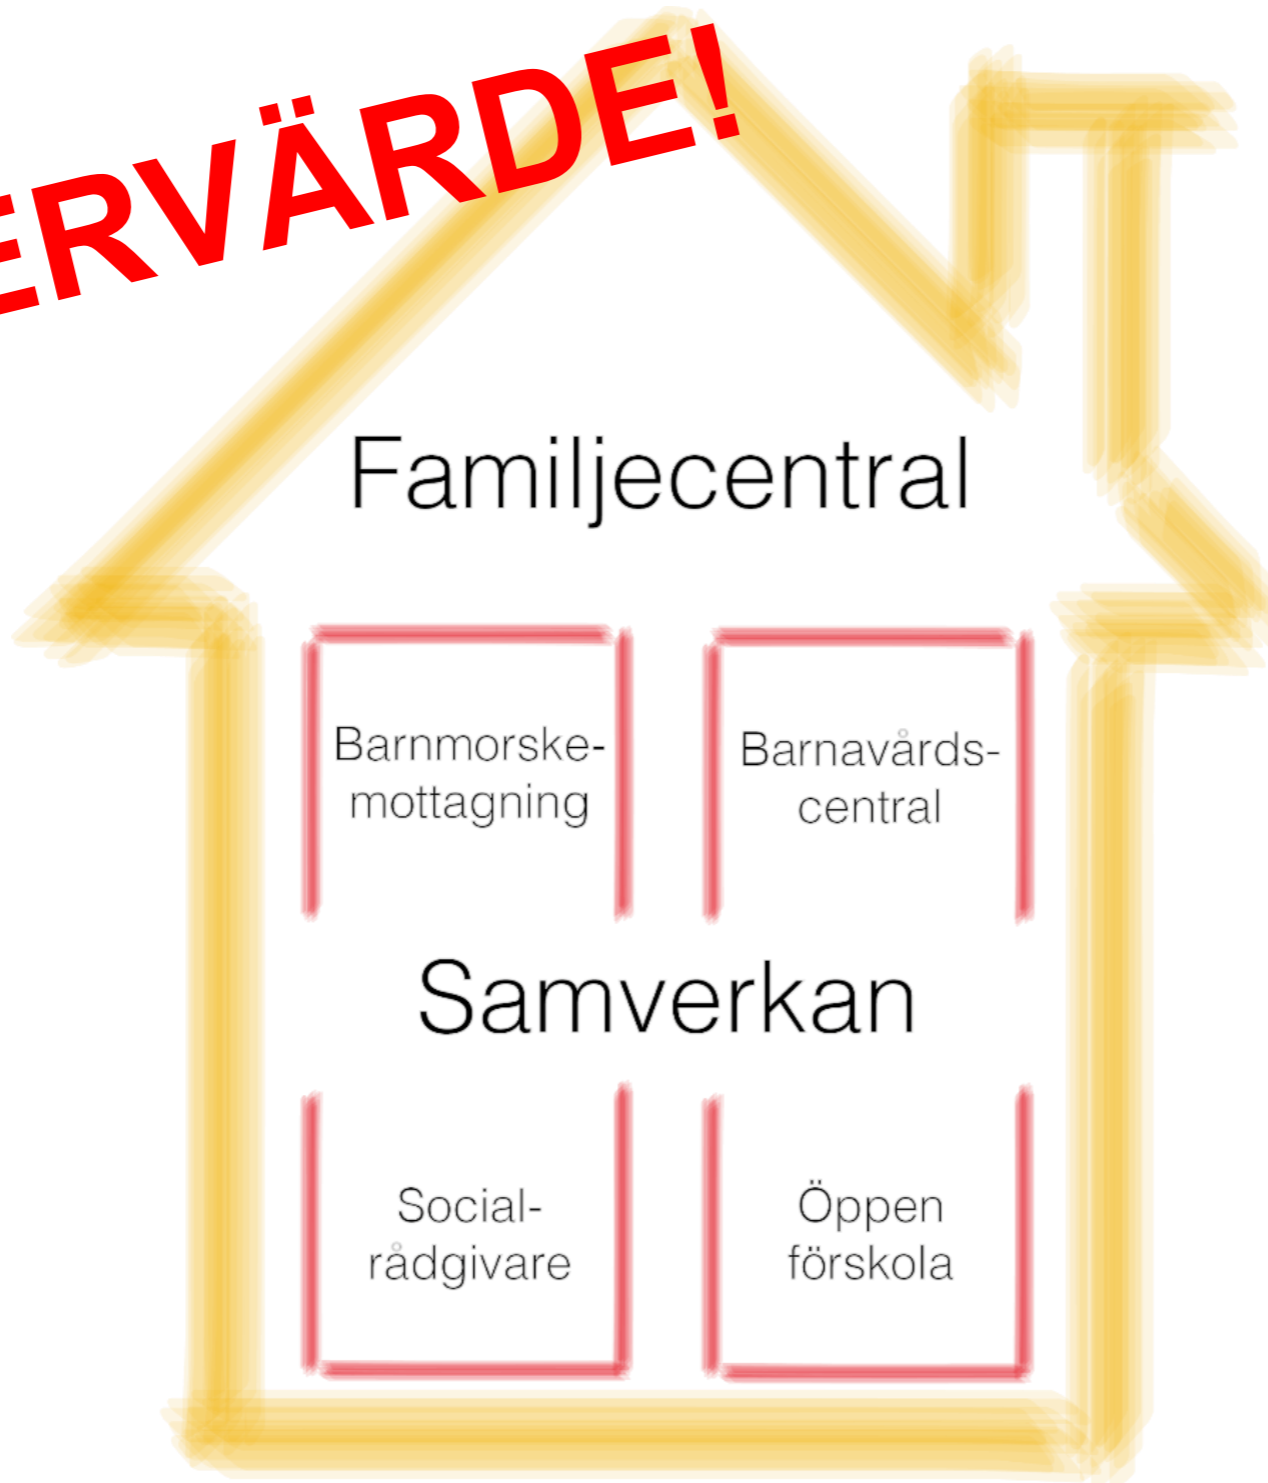 ERVÄRDE!
Familjecentral
Barnmorske-
mottagning
Barnavårds-
central
Samverkan
Social-
rådgivare
Öppen
förskola